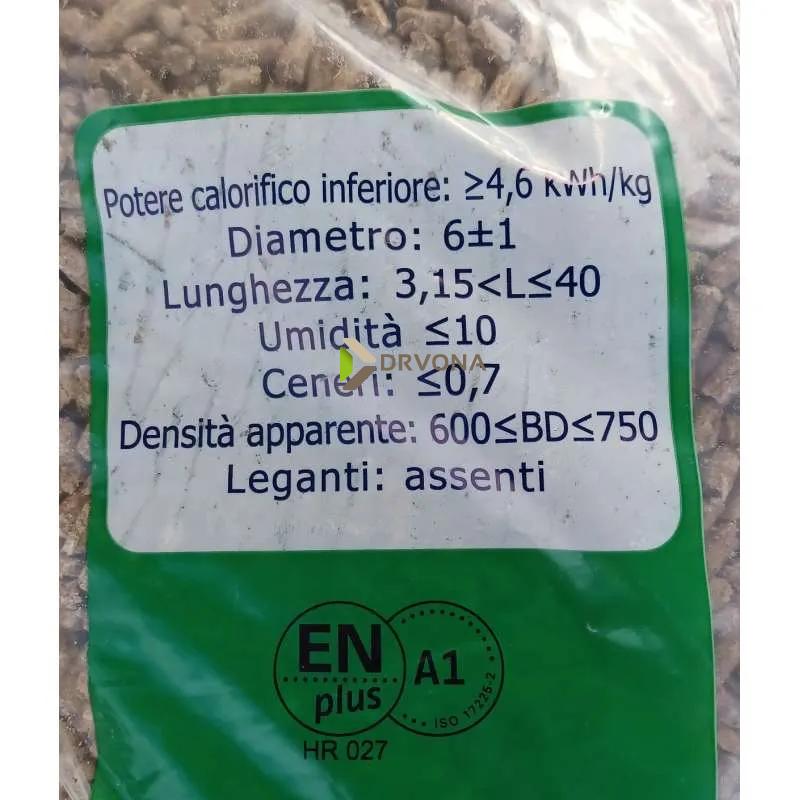 Potere calorifico inferiore: ≥4,6 kWh/kg
Diametro: 6±1
Lunghezza: 3,15<L≤40
Umidità ≤10
DRVONA
Ceneri: ≤0,7
Densità apparente: 600≤BD≤750
Leganti: assenti
EN plus A1
ISO 17225-2
HR 027